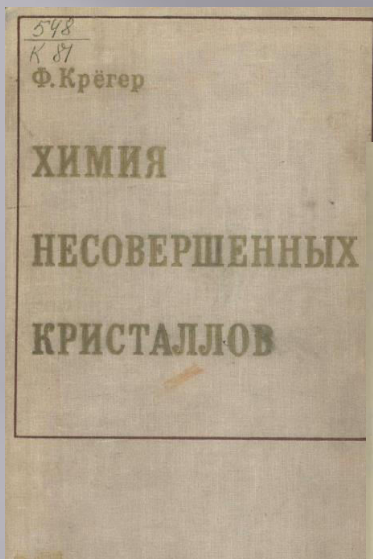 548
К 81
Ф. Крёгер
ХИМИЯ
НЕСОВЕРШЕННЫХ
КРИСТАЛЛОВ